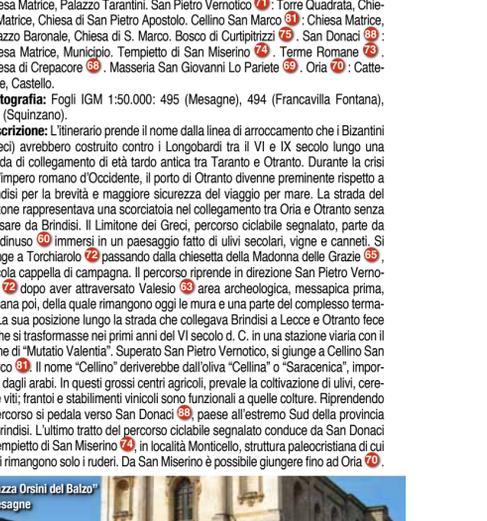 esa Matrice, Palazzo Tarantini. San Pietro Vernotico 71 : Torre Quadrata, Chie-
Matrice, Chiesa di San Pietro Apostolo. Cellino San Marco 81 : Chiesa Matrice,
azzo Baronale, Chiesa di S. Marco. Bosco di Curtipitrizzi 75 . San Donaci 88 :
esa Matrice, Municipio. Tempietto di San Miserino 74 . Terme Romane 73 .
esa di Crepacore 68 . Masseria San Giovanni Lo Pariete 69 . Oria 70 : Catte-
e, Castello.
tografia: Fogli IGM 1:50.000: 495 (Mesagne), 494 (Francavilla Fontana),
(Squinzano).
scrizione: L'itinerario prende il nome dalla linea di arroccamento che i Bizantini
eci) avrebbero costruito contro i Longobardi tra il VI e IX secolo lungo una
da di collegamento di età tardo antica tra Taranto e Otranto. Durante la crisi
'impero romano d'Occidente, il porto di Otranto divenne preminente rispetto a
ndisi per la brevità e maggiore sicurezza del viaggio per mare. La strada del
tone rappresentava una scorciatoia nel collegamento tra Oria e Otranto senza
sare da Brindisi. Il Limitone dei Greci, percorso ciclabile segnalato, parte da
dinuso 60 immersi in un paesaggio fatto di ulivi secolari, vigne e canneti. Si
nge a Torchiarolo 72 passando dalla chiesetta della Madonna delle Grazie 65 ,
cola cappella di campagna. Il percorso riprende in direzione San Pietro Verno-
72 dopo aver attraversato Valesio 63 area archeologica, messapica prima,
ana poi, della quale rimangono oggi le mura e una parte del complesso terma-
La sua posizione lungo la strada che collegava Brindisi a Lecce e Otranto fece
he si trasformasse nei primi anni del VI secolo d. C. in una stazione viaria con il
me di "Mutatio Valentia". Superato San Pietro Vernotico, si giunge a Cellino San
rco 81. Il nome "Cellino" deriverebbe dall'oliva "Cellina" o "Saracenica", impor-
dagli arabi. In questi grossi centri agricoli, prevale la coltivazione di ulivi, cere-
e viti; frantoi e stabilimenti vinicoli sono funzionali a quelle colture. Riprendendo
ercorso si pedala verso San Donaci 88, paese all'estremo Sud della provincia
rindisi. L'ultimo tratto del percorso ciclabile segnalato conduce da San Donaci
empietto di San Miserino 74, in località Monticello, struttura paleocristiana di cui
i rimangono solo i ruderi. Da San Miserino è possibile giungere fino ad Oria 70 .
azza Orsini del Balzo"
esagne